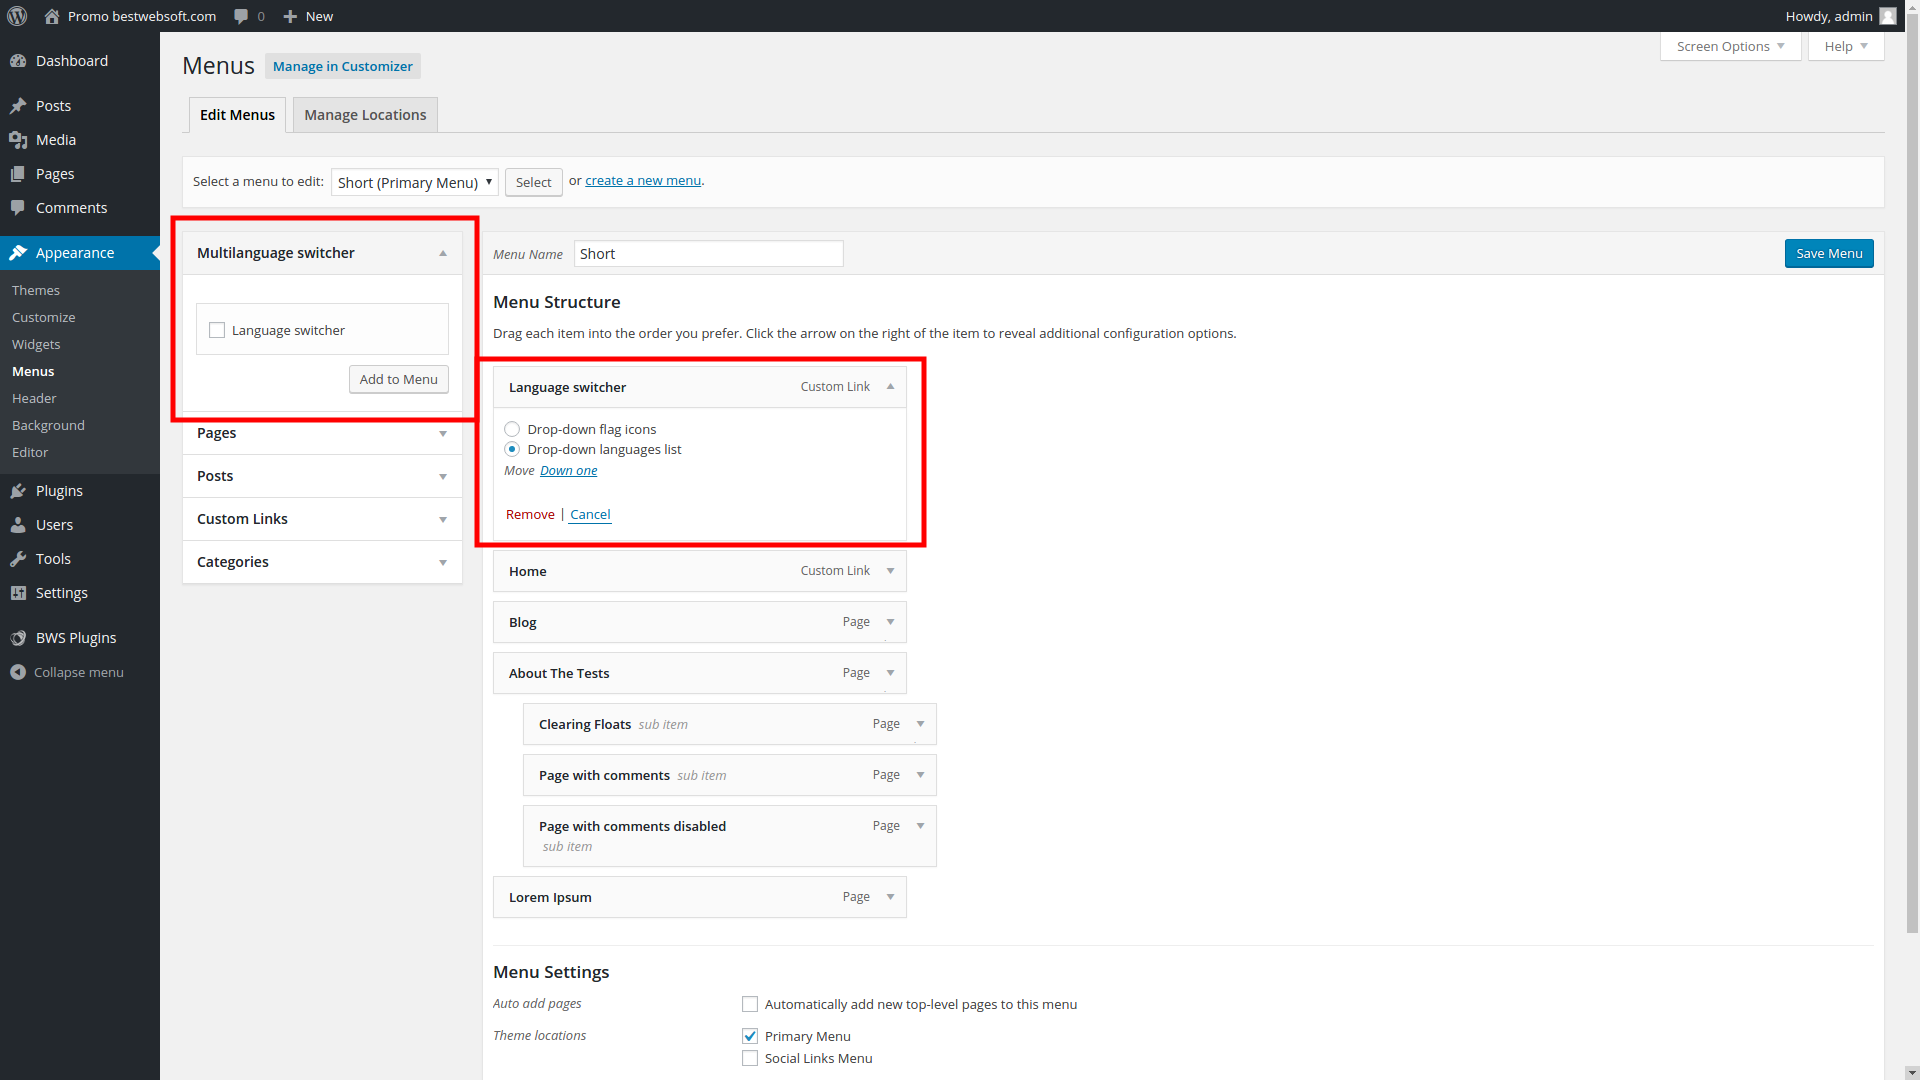 Promo bestwebsoft.com 0 New Howdy, admin
Screen Options Help
Dashboard
Posts
Media
Pages
Comments
Appearance
Themes
Customize
Widgets
Menus
Header
Background
Editor
Plugins
Users
Tools
Settings
BWS Plugins
Collapse menu
Menus Manage in Customizer
Edit Menus Manage Locations
Select a menu to edit: Short (Primary Menu) Select or create a new menu.
Multilanguage switcher
Language switcher
Add to Menu
Pages
Posts
Custom Links
Categories
Menu Name Short Save Menu
Menu Structure
Drag each item into the order you prefer. Click the arrow on the right of the item to reveal additional configuration options.
Language switcher Custom Link
Drop-down flag icons
Drop-down languages list
Move Down one
Remove | Cancel
Home Custom Link
Blog Page
About The Tests Page
Clearing Floats sub item Page
Page with comments sub item Page
Page with comments disabled Page
sub item
Lorem Ipsum Page
Menu Settings
Auto add pages Automatically add new top-level pages to this menu
Theme locations Primary Menu
Social Links Menu